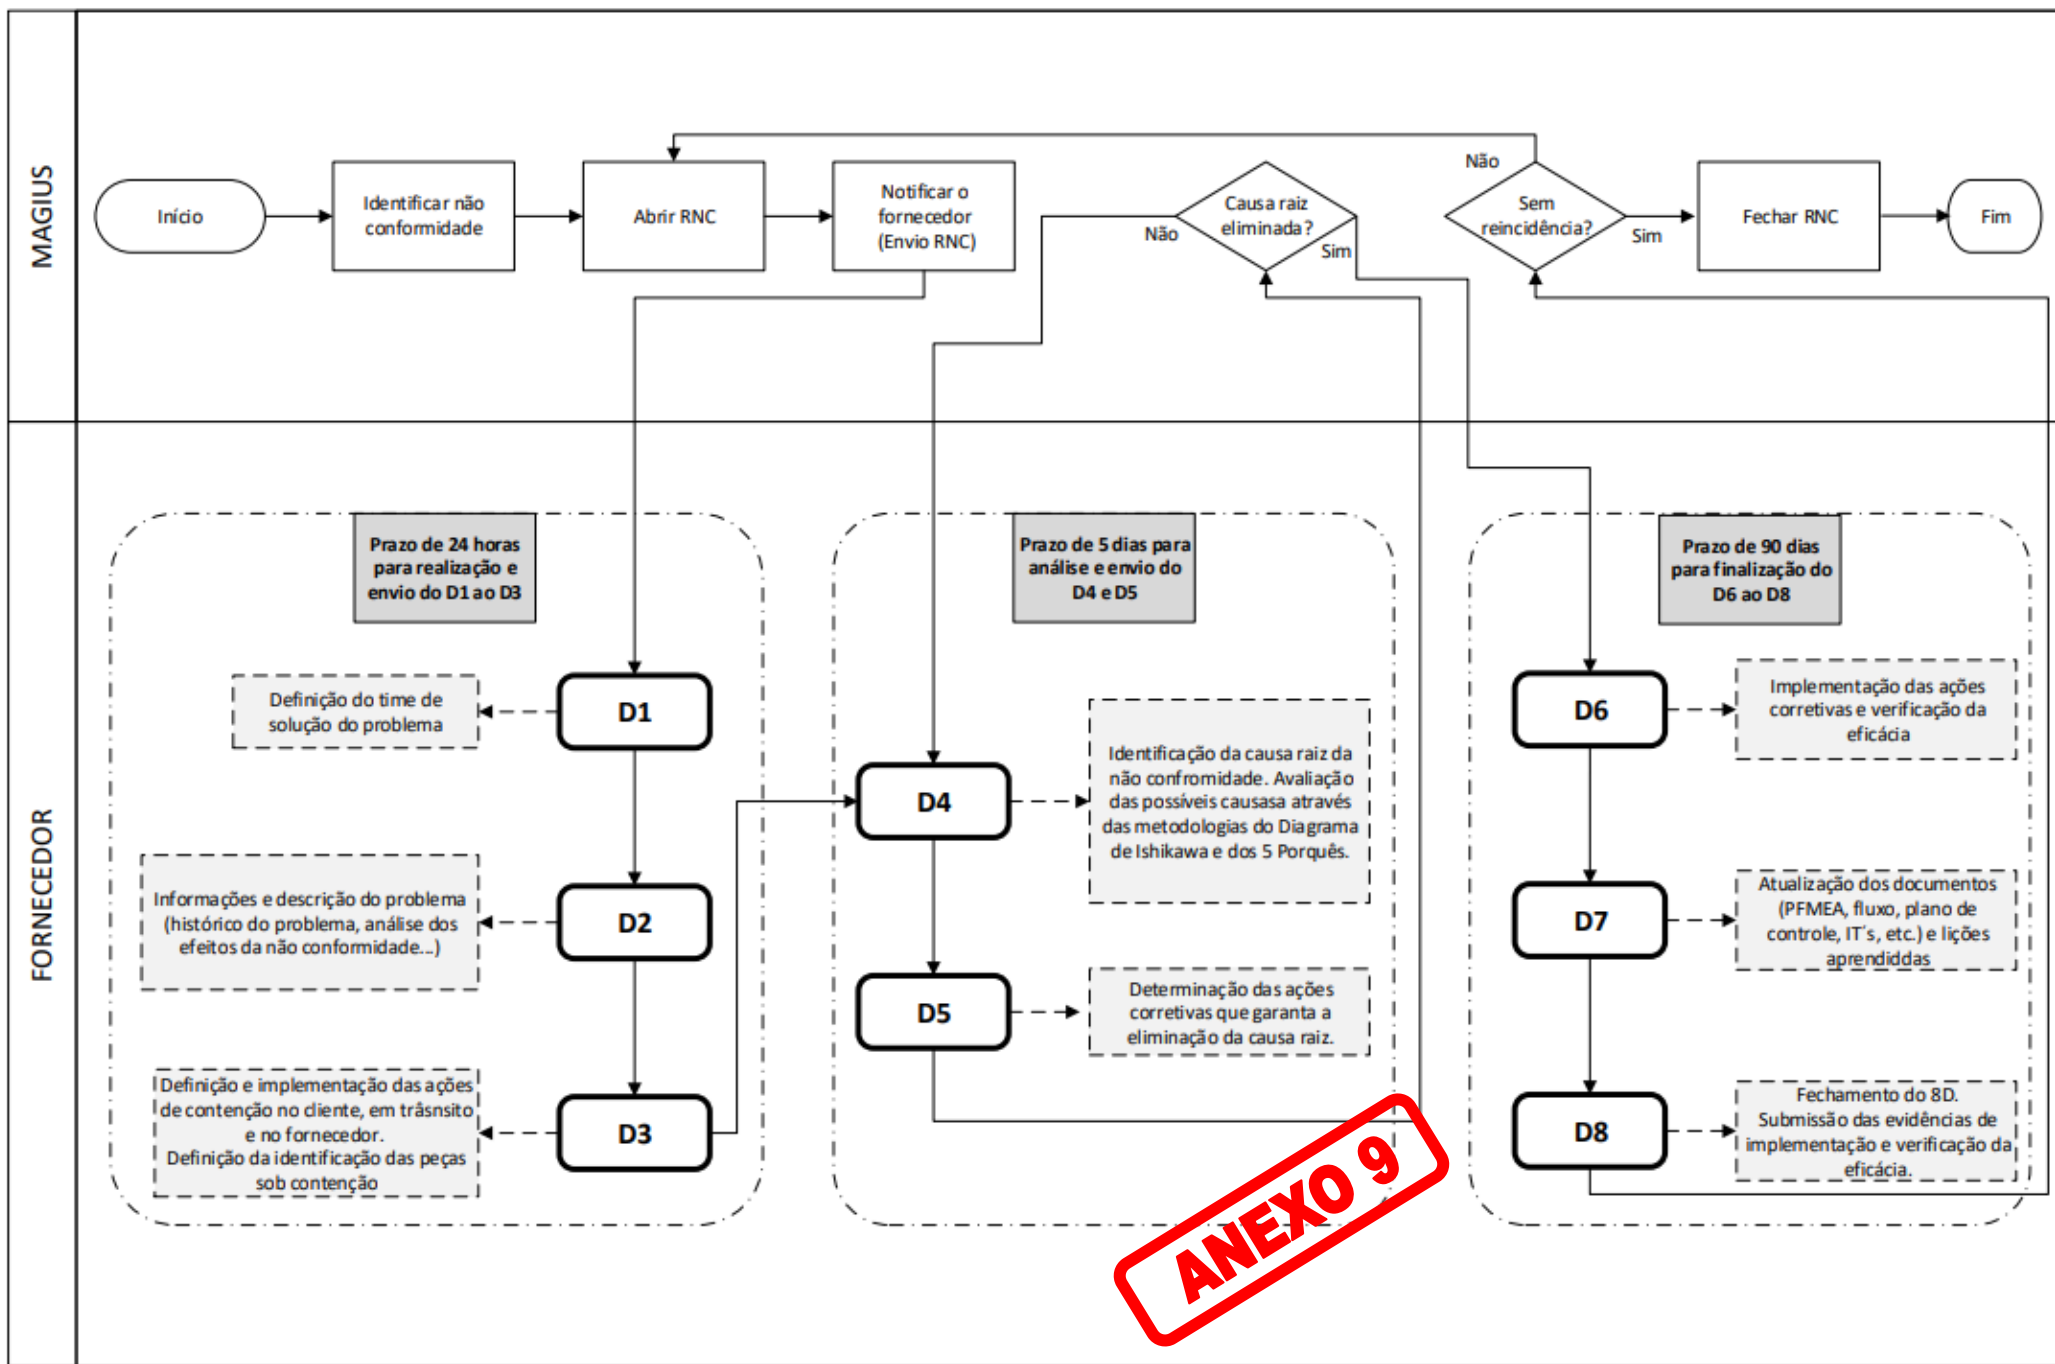 MAGIUS
Início
Identificar não
conformidade
Abrir RNC
Notificar o
fornecedor
(Envio RNC)
Causa raiz
eliminada?
Não
Sim
Sem
reincidência?
Não
Sim
Fechar RNC
Fim
FORNECEDOR
Prazo de 24 horas
para realização e
envio do D1 ao D3
Definição do time de
solução do problema
D1
Informações e descrição do problema
(histórico do problema, análise dos
efeitos da não conformidade...)
D2
Definição e implementação das ações
de contenção no cliente, em trâsnsito
e no fornecedor.
Definição da identificação das peças
sob contenção
D3
Prazo de 5 dias para
análise e envio do
D4 e D5
D4
Identificação da causa raiz da
não confromidade. Avaliação
das possíveis causasa através
das metodologias do Diagrama
de Ishikawa e dos 5 Porquês.
D5
Determinação das ações
corretivas que garanta a
eliminação da causa raiz.
Prazo de 90 dias
para finalização do
D6 ao D8
D6
Implementação das ações
corretivas e verificação da
eficácia
D7
Atualização dos documentos
(PFMEA, fluxo, plano de
controle, IT´s, etc.) e lições
aprendiddas
D8
Fechamento do 8D.
Submissão das evidências de
implementação e verificação da
eficácia.
ANEXO 9